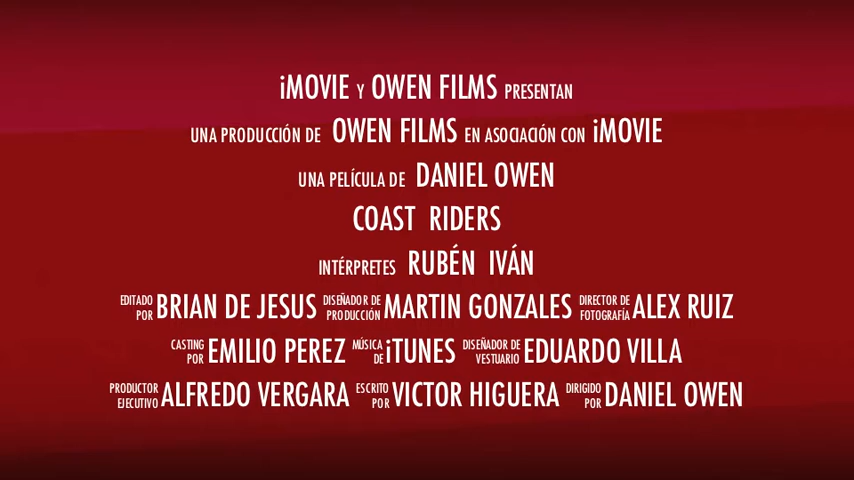 iMOVIE Y OWEN FILMS PRESENTAN
UNA PRODUCCIÓN DE OWEN FILMS EN ASOCIACIÓN CON iMOVIE
UNA PELÍCULA DE DANIEL OWEN
COAST RIDERS
INTÉRPRETES RUBÉN IVÁN
EDITADO POR BRIAN DE JESUS DISEÑADOR DE PRODUCCIÓN MARTIN GONZALES DIRECTOR DE FOTOGRAFÍA ALEX RUIZ
CASTING POR EMILIO PEREZ MÚSICA DE iTUNES DISEÑADOR DE VESTUARIO EDUARDO VILLA
PRODUCTOR EJECUTIVO ALFREDO VERGARA ESCRITO POR VICTOR HIGUERA DIRIGIDO POR DANIEL OWEN